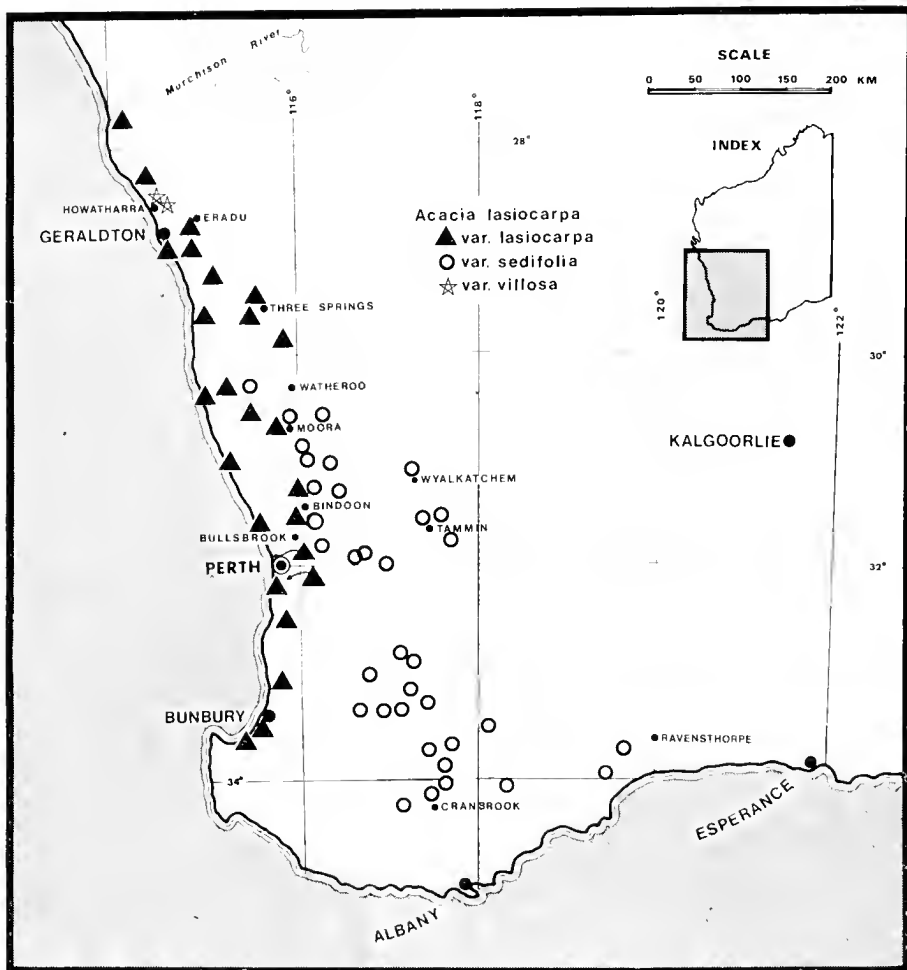 Murchison River
SCALE
0 50 100 150 200 KM
116°
118°
28°
INDEX
HOWATHARRA
ERADU
GERALDTON
Acacia lasiocarpa
var. lasiocarpa
var. sedifolia
var. villosa
120°
122°
THREE SPRINGS
30°
WATHEROO
MOORA
KALGOORLIE
WYALKATCHEM
BINDOON
TAMMIN
BULLSBROOK
PERTH
32°
BUNBURY
RAVENSTHORPE
34°
CRANBROOK
ESPERANCE
ALBANY